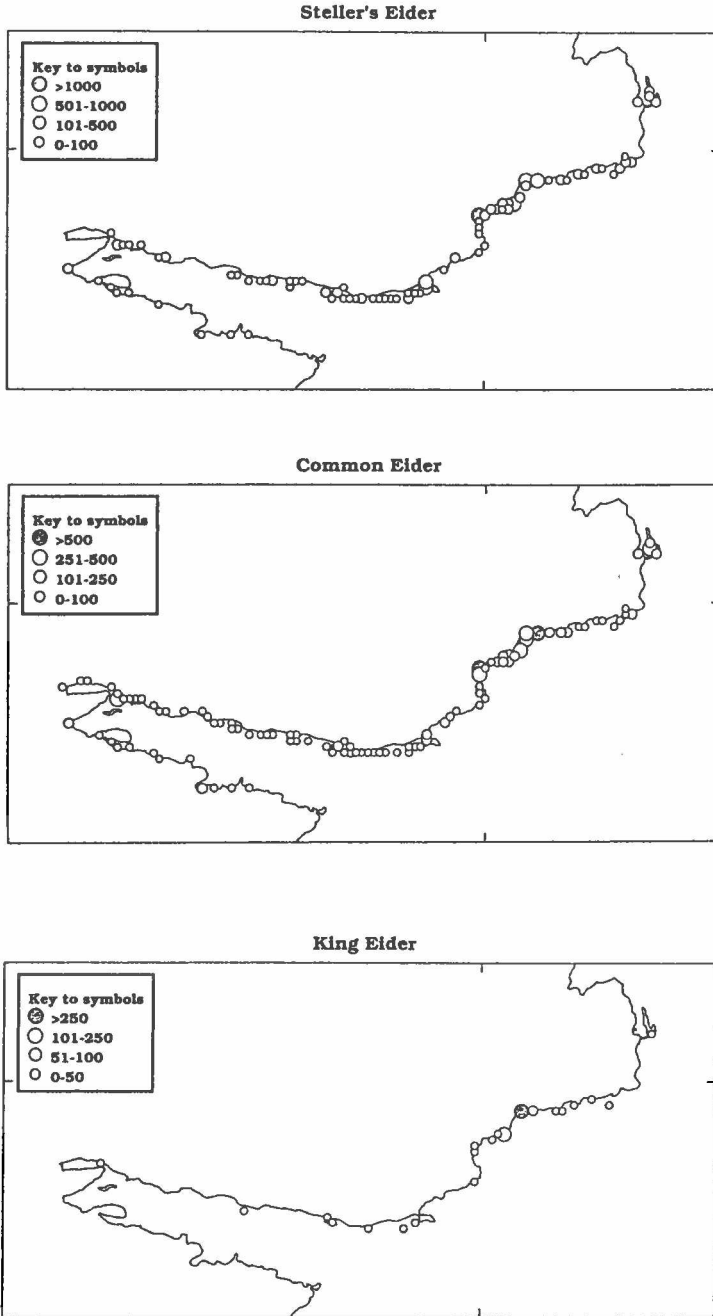 Steller's Eider
Key to symbols
>1000
501-1000
101-500
0-100
Common Eider
Key to symbols
>500
251-500
101-250
0-100
King Eider
Key to symbols
>250
101-250
51-100
0-50